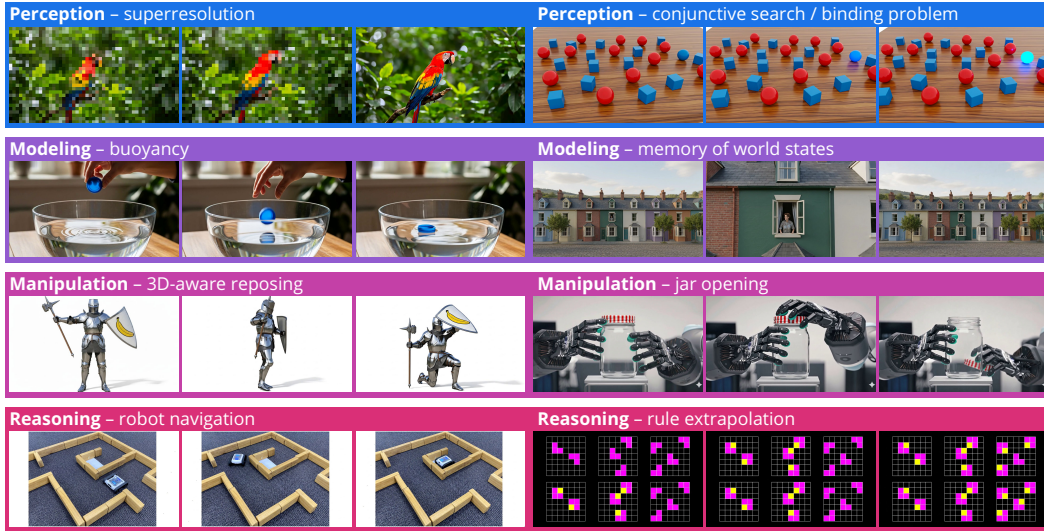 Perception – superresolution
Perception – conjunctive search / binding problem
Modeling – buoyancy
Modeling – memory of world states
Manipulation – 3D-aware reposing
Manipulation – jar opening
Reasoning – robot navigation
Reasoning – rule extrapolation